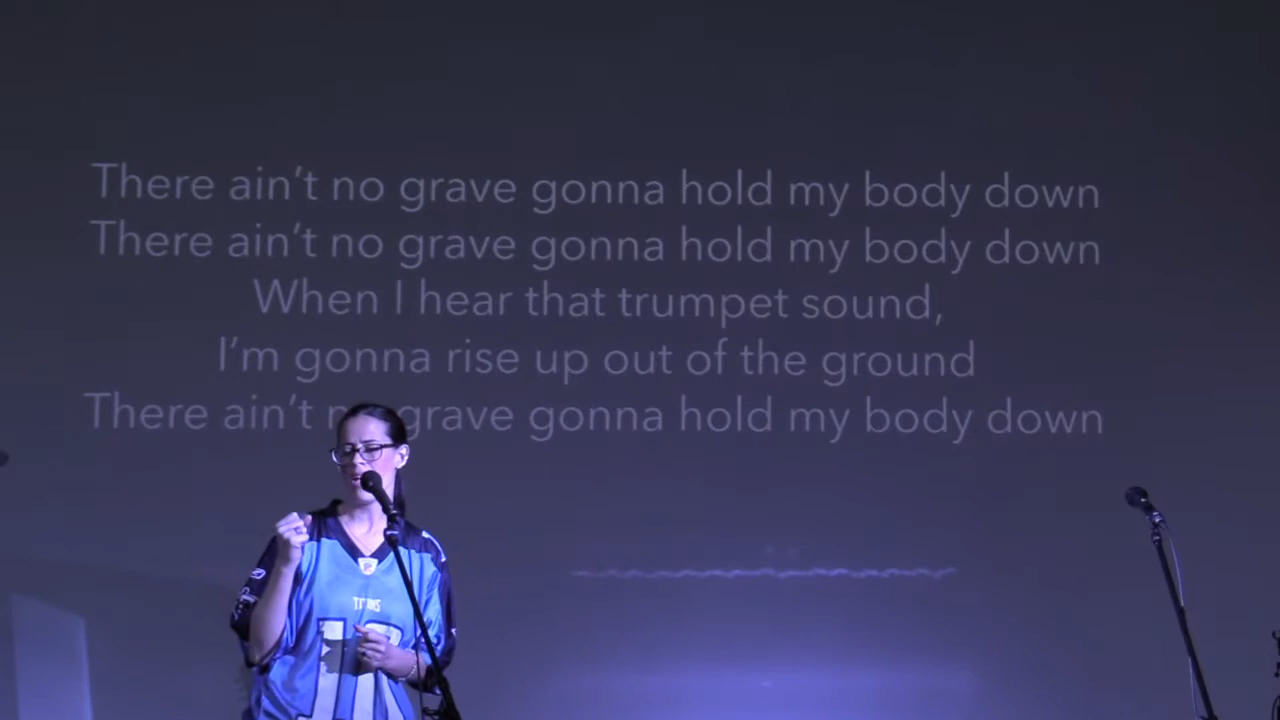 There ain't no grave gonna hold my body down
There ain't no grave gonna hold my body down
When I hear that trumpet sound,
I'm gonna rise up out of the ground
There ain't no grave gonna hold my body down
TITANS
10